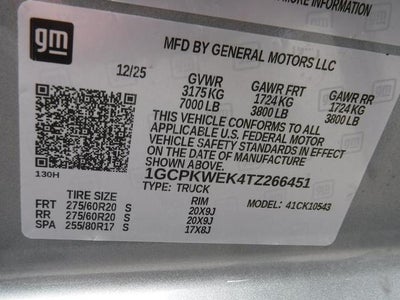 MORE INFORMATION
gm
MFD BY GENERAL MOTORS LLC
12/25
GVWR GAWR FRT GAWR RR
3175 KG 1724 KG 1724 KG
7000 LB 3800 LB 3800 LB
THIS VEHICLE CONFORMS TO ALL
APPLICABLE U.S. FEDERAL MOTOR
VEHICLE SAFETY STANDARDS IN EFFECT
ON THE DATE OF MANUFACTURE
SHOWN ABOVE.
130H
1GCPKWEK4TZ266451
TYPE: TRUCK MODEL: 41CK10543
TIRE SIZE RIM
FRT 275/60R20 S 20X9J
RR 275/60R20 S 20X9J
SPA 255/80R17 S 17X8J